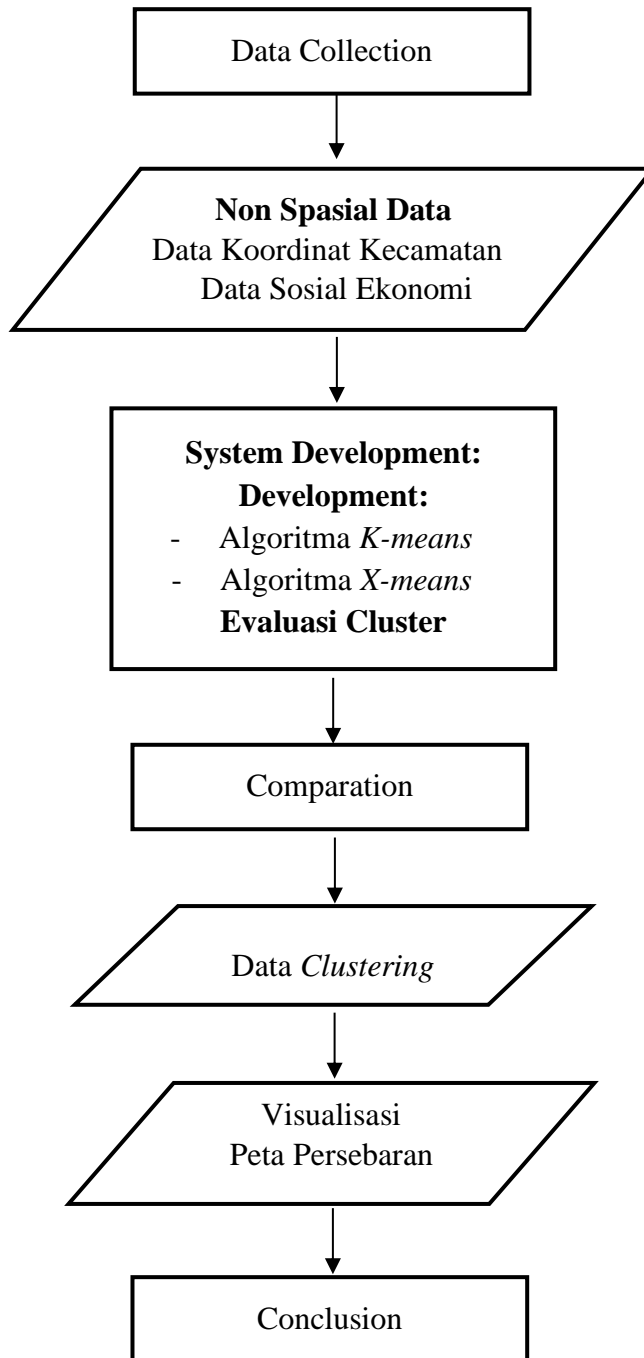 Data Collection
Non Spasial Data
Data Koordinat Kecamatan
Data Sosial Ekonomi
System Development:
Development:
- Algoritma K-means
- Algoritma X-means
Evaluasi Cluster
Comparation
Data Clustering
Visualisasi
Peta Persebaran
Conclusion